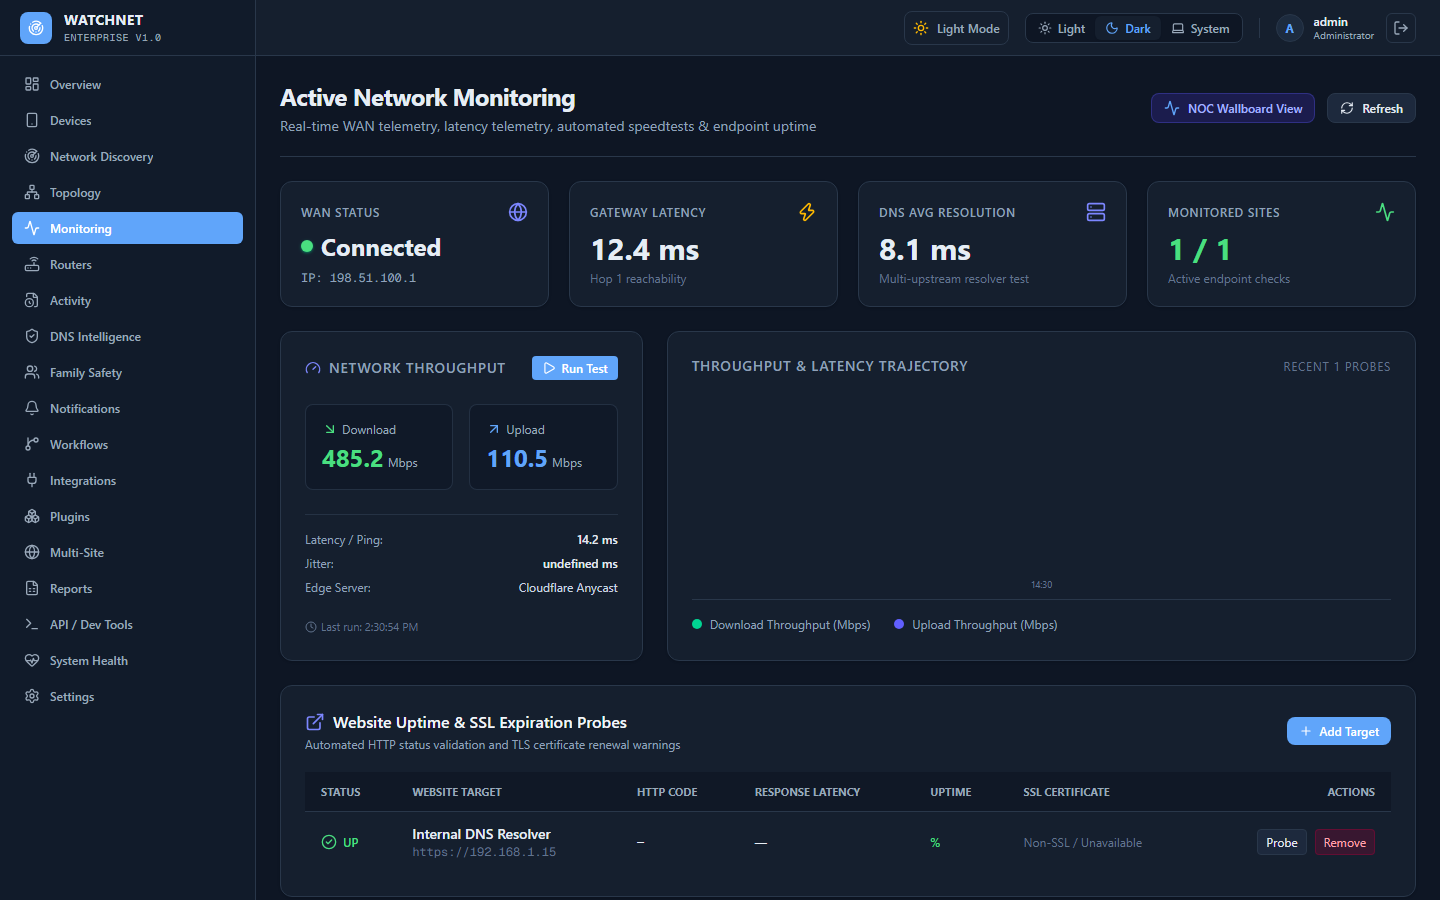 WATCHNET
ENTERPRISE V1.0
Light Mode
Light
Dark
System
A
admin
Administrator
Overview
Devices
Network Discovery
Topology
Monitoring
Routers
Activity
DNS Intelligence
Family Safety
Notifications
Workflows
Integrations
Plugins
Multi-Site
Reports
API / Dev Tools
System Health
Settings
Active Network Monitoring
Real-time WAN telemetry, latency telemetry, automated speedtests & endpoint uptime
NOC Wallboard View
Refresh
WAN STATUS
Connected
IP: 198.51.100.1
GATEWAY LATENCY
12.4 ms
Hop 1 reachability
DNS AVG RESOLUTION
8.1 ms
Multi-upstream resolver test
MONITORED SITES
1 / 1
Active endpoint checks
NETWORK THROUGHPUT
Run Test
Download
485.2 Mbps
Upload
110.5 Mbps
Latency / Ping: 14.2 ms
Jitter: undefined ms
Edge Server: Cloudflare Anycast
Last run: 2:30:54 PM
THROUGHPUT & LATENCY TRAJECTORY
RECENT 1 PROBES
14:30
Download Throughput (Mbps)
Upload Throughput (Mbps)
Website Uptime & SSL Expiration Probes
Automated HTTP status validation and TLS certificate renewal warnings
Add Target
STATUS WEBSITE TARGET HTTP CODE RESPONSE LATENCY UPTIME SSL CERTIFICATE ACTIONS
UP
Internal DNS Resolver
https://192.168.1.15
–
—
%
Non-SSL / Unavailable
Probe
Remove